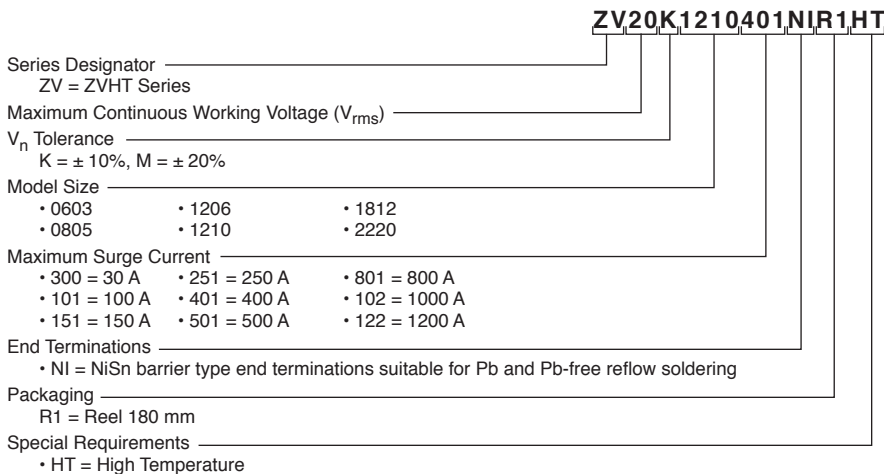 ZV20K1210401NIR1HT
Series Designator
ZV = ZVHT Series
Maximum Continuous Working Voltage (Vrms)
Vn Tolerance
K = ± 10%, M = ± 20%
Model Size
• 0603 • 1206 • 1812
• 0805 • 1210 • 2220
Maximum Surge Current
• 300 = 30 A • 251 = 250 A • 801 = 800 A
• 101 = 100 A • 401 = 400 A • 102 = 1000 A
• 151 = 150 A • 501 = 500 A • 122 = 1200 A
End Terminations
• NI = NiSn barrier type end terminations suitable for Pb and Pb-free reflow soldering
Packaging
R1 = Reel 180 mm
Special Requirements
• HT = High Temperature